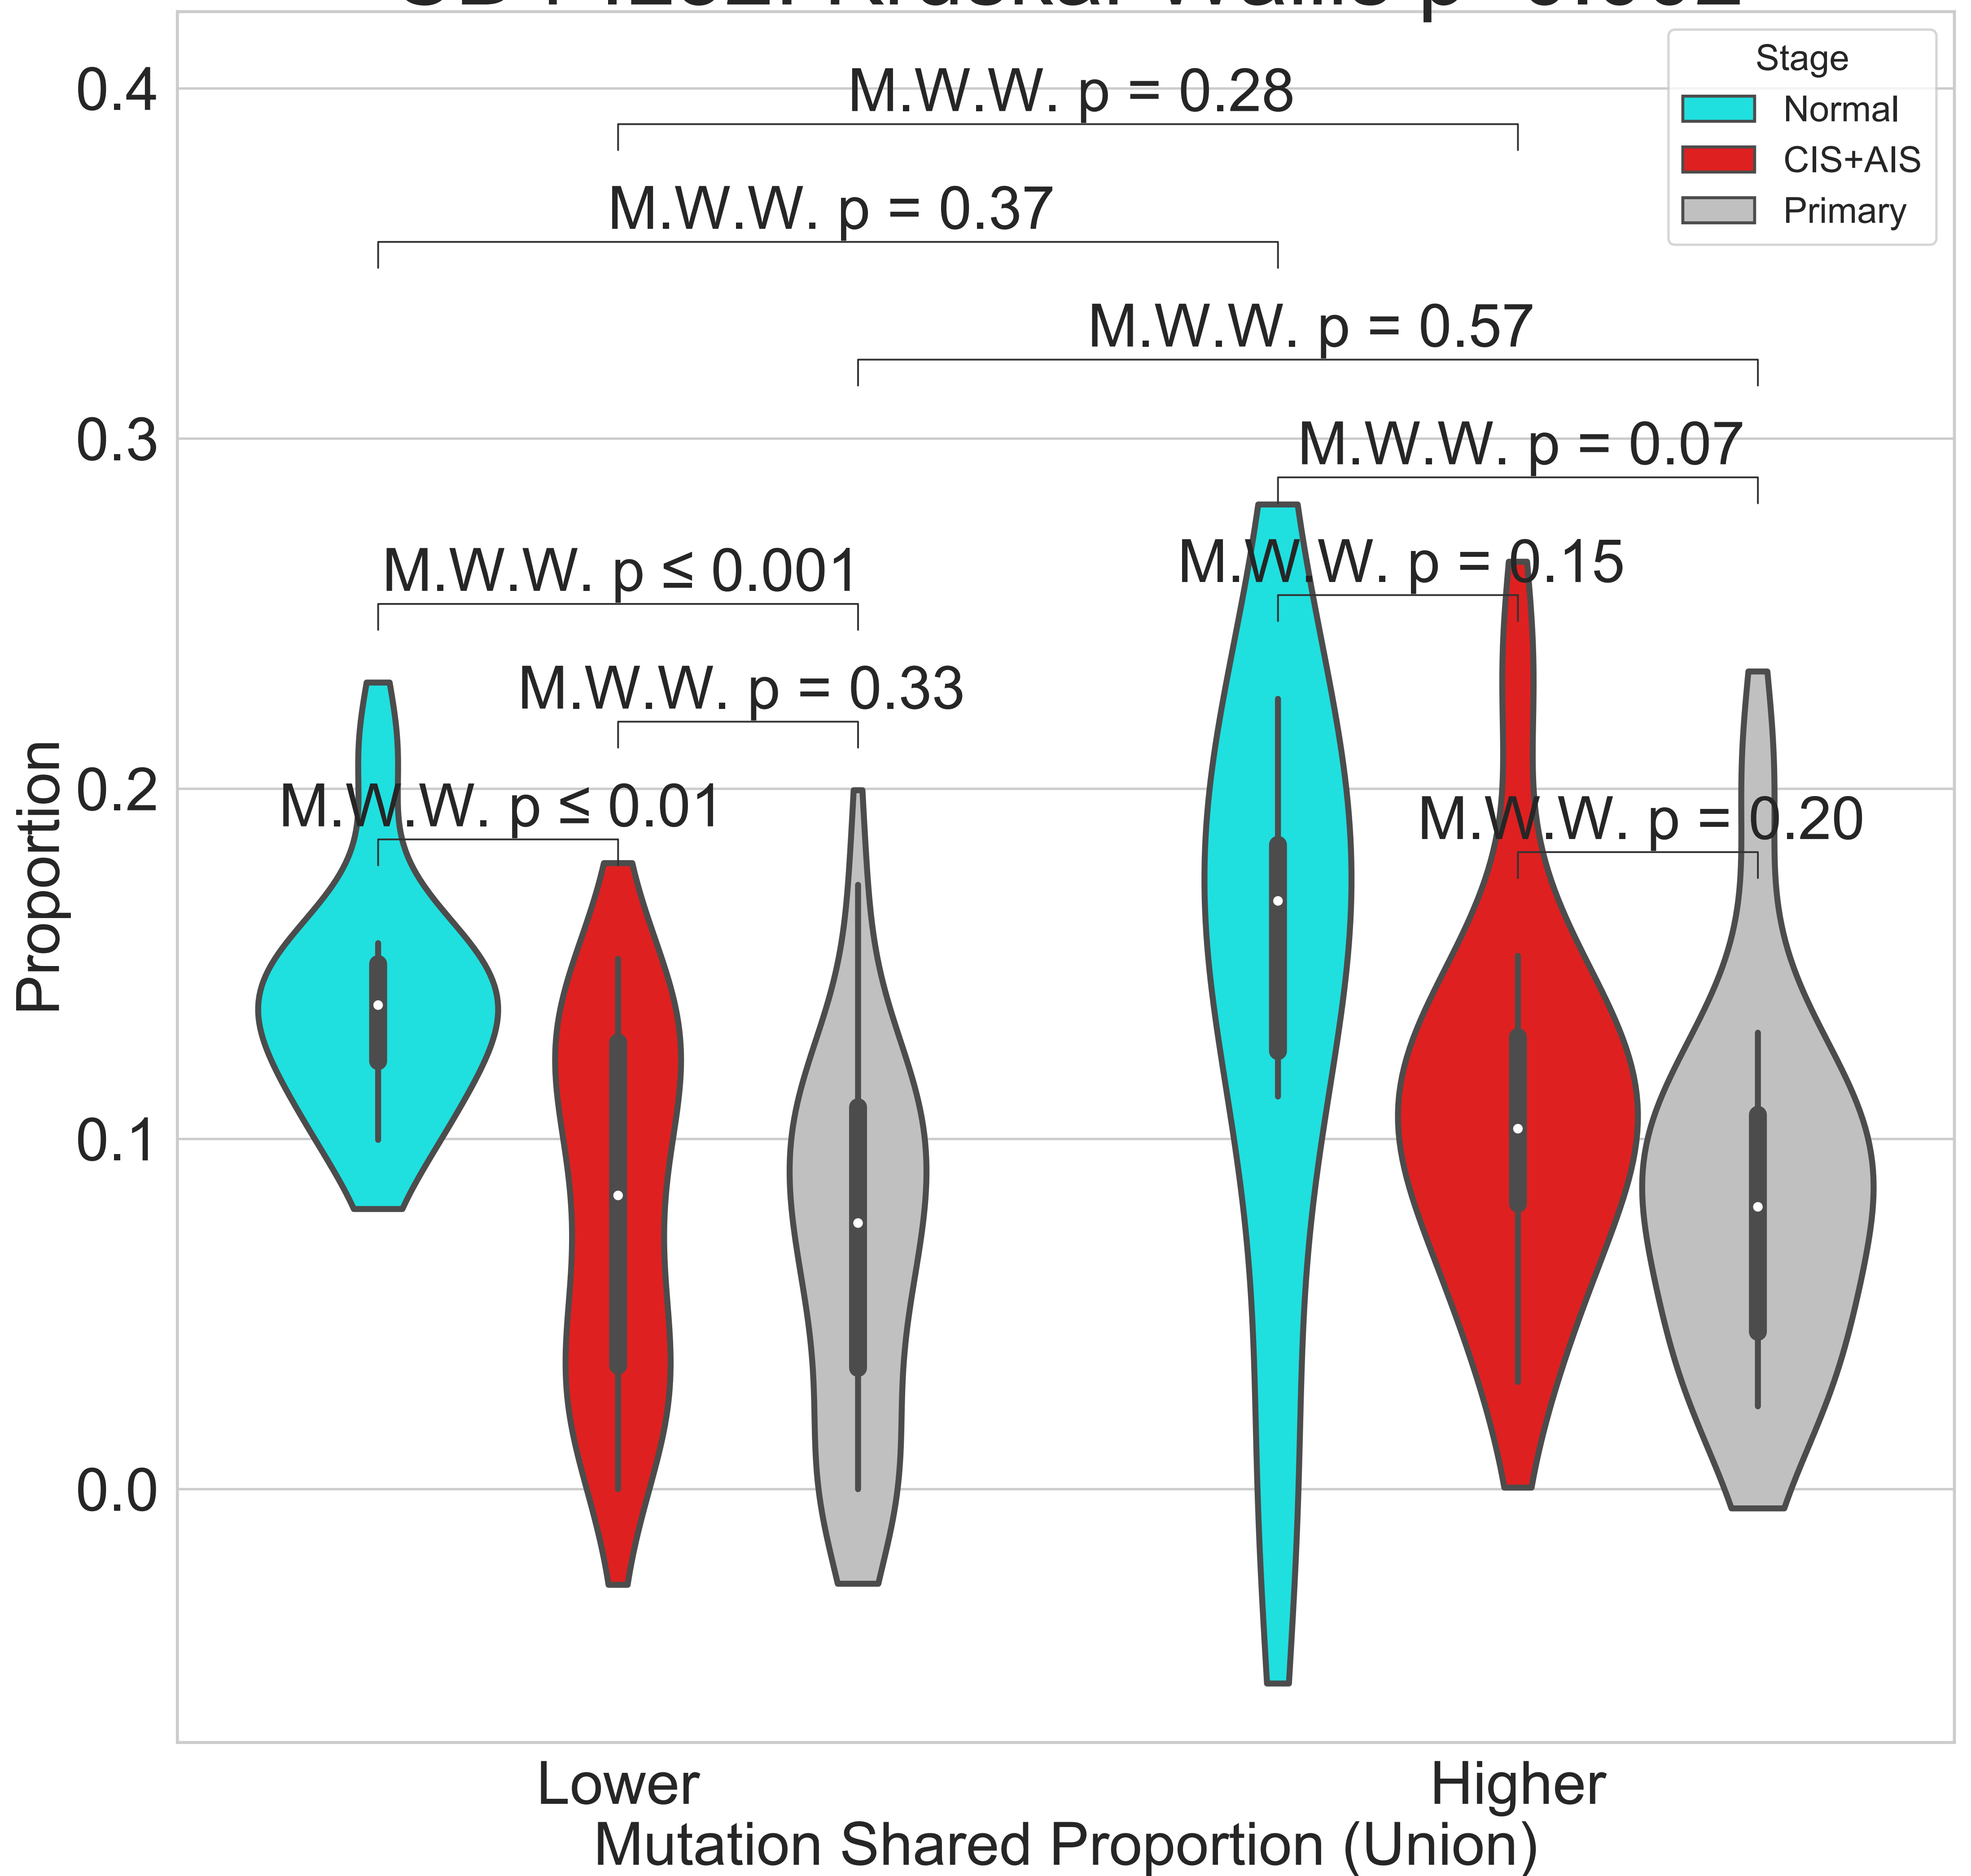 Stage
Normal
CIS+AIS
Primary
0.4
M.W.W. p = 0.28
M.W.W. p = 0.37
M.W.W. p = 0.57
0.3
M.W.W. p = 0.07
M.W.W. p ≤ 0.001
M.W.W. p = 0.15
M.W.W. p = 0.33
0.2
M.W.W. p ≤ 0.01
M.W.W. p = 0.20
Proportion
0.1
0.0
Lower
Higher
Mutation Shared Proportion (Union)